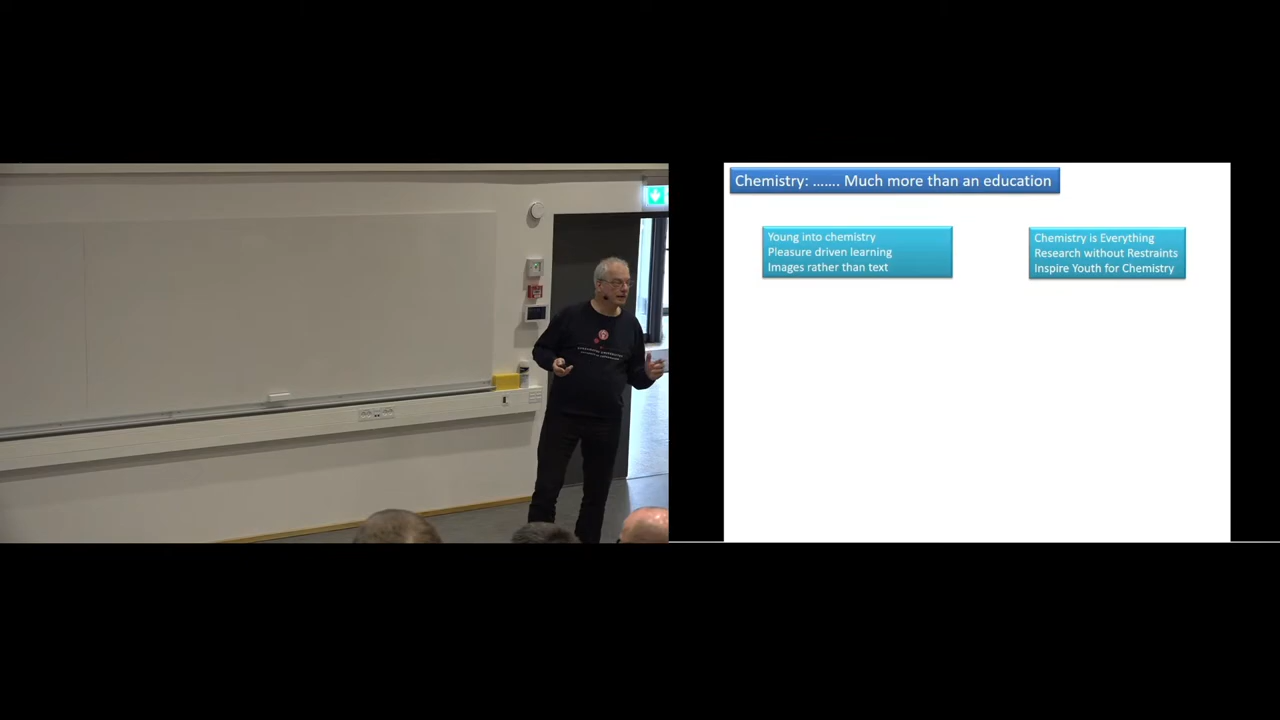 Chemistry: ....... Much more than an education
Young into chemistry
Pleasure driven learning
Images rather than text
Chemistry is Everything
Research without Restraints
Inspire Youth for Chemistry